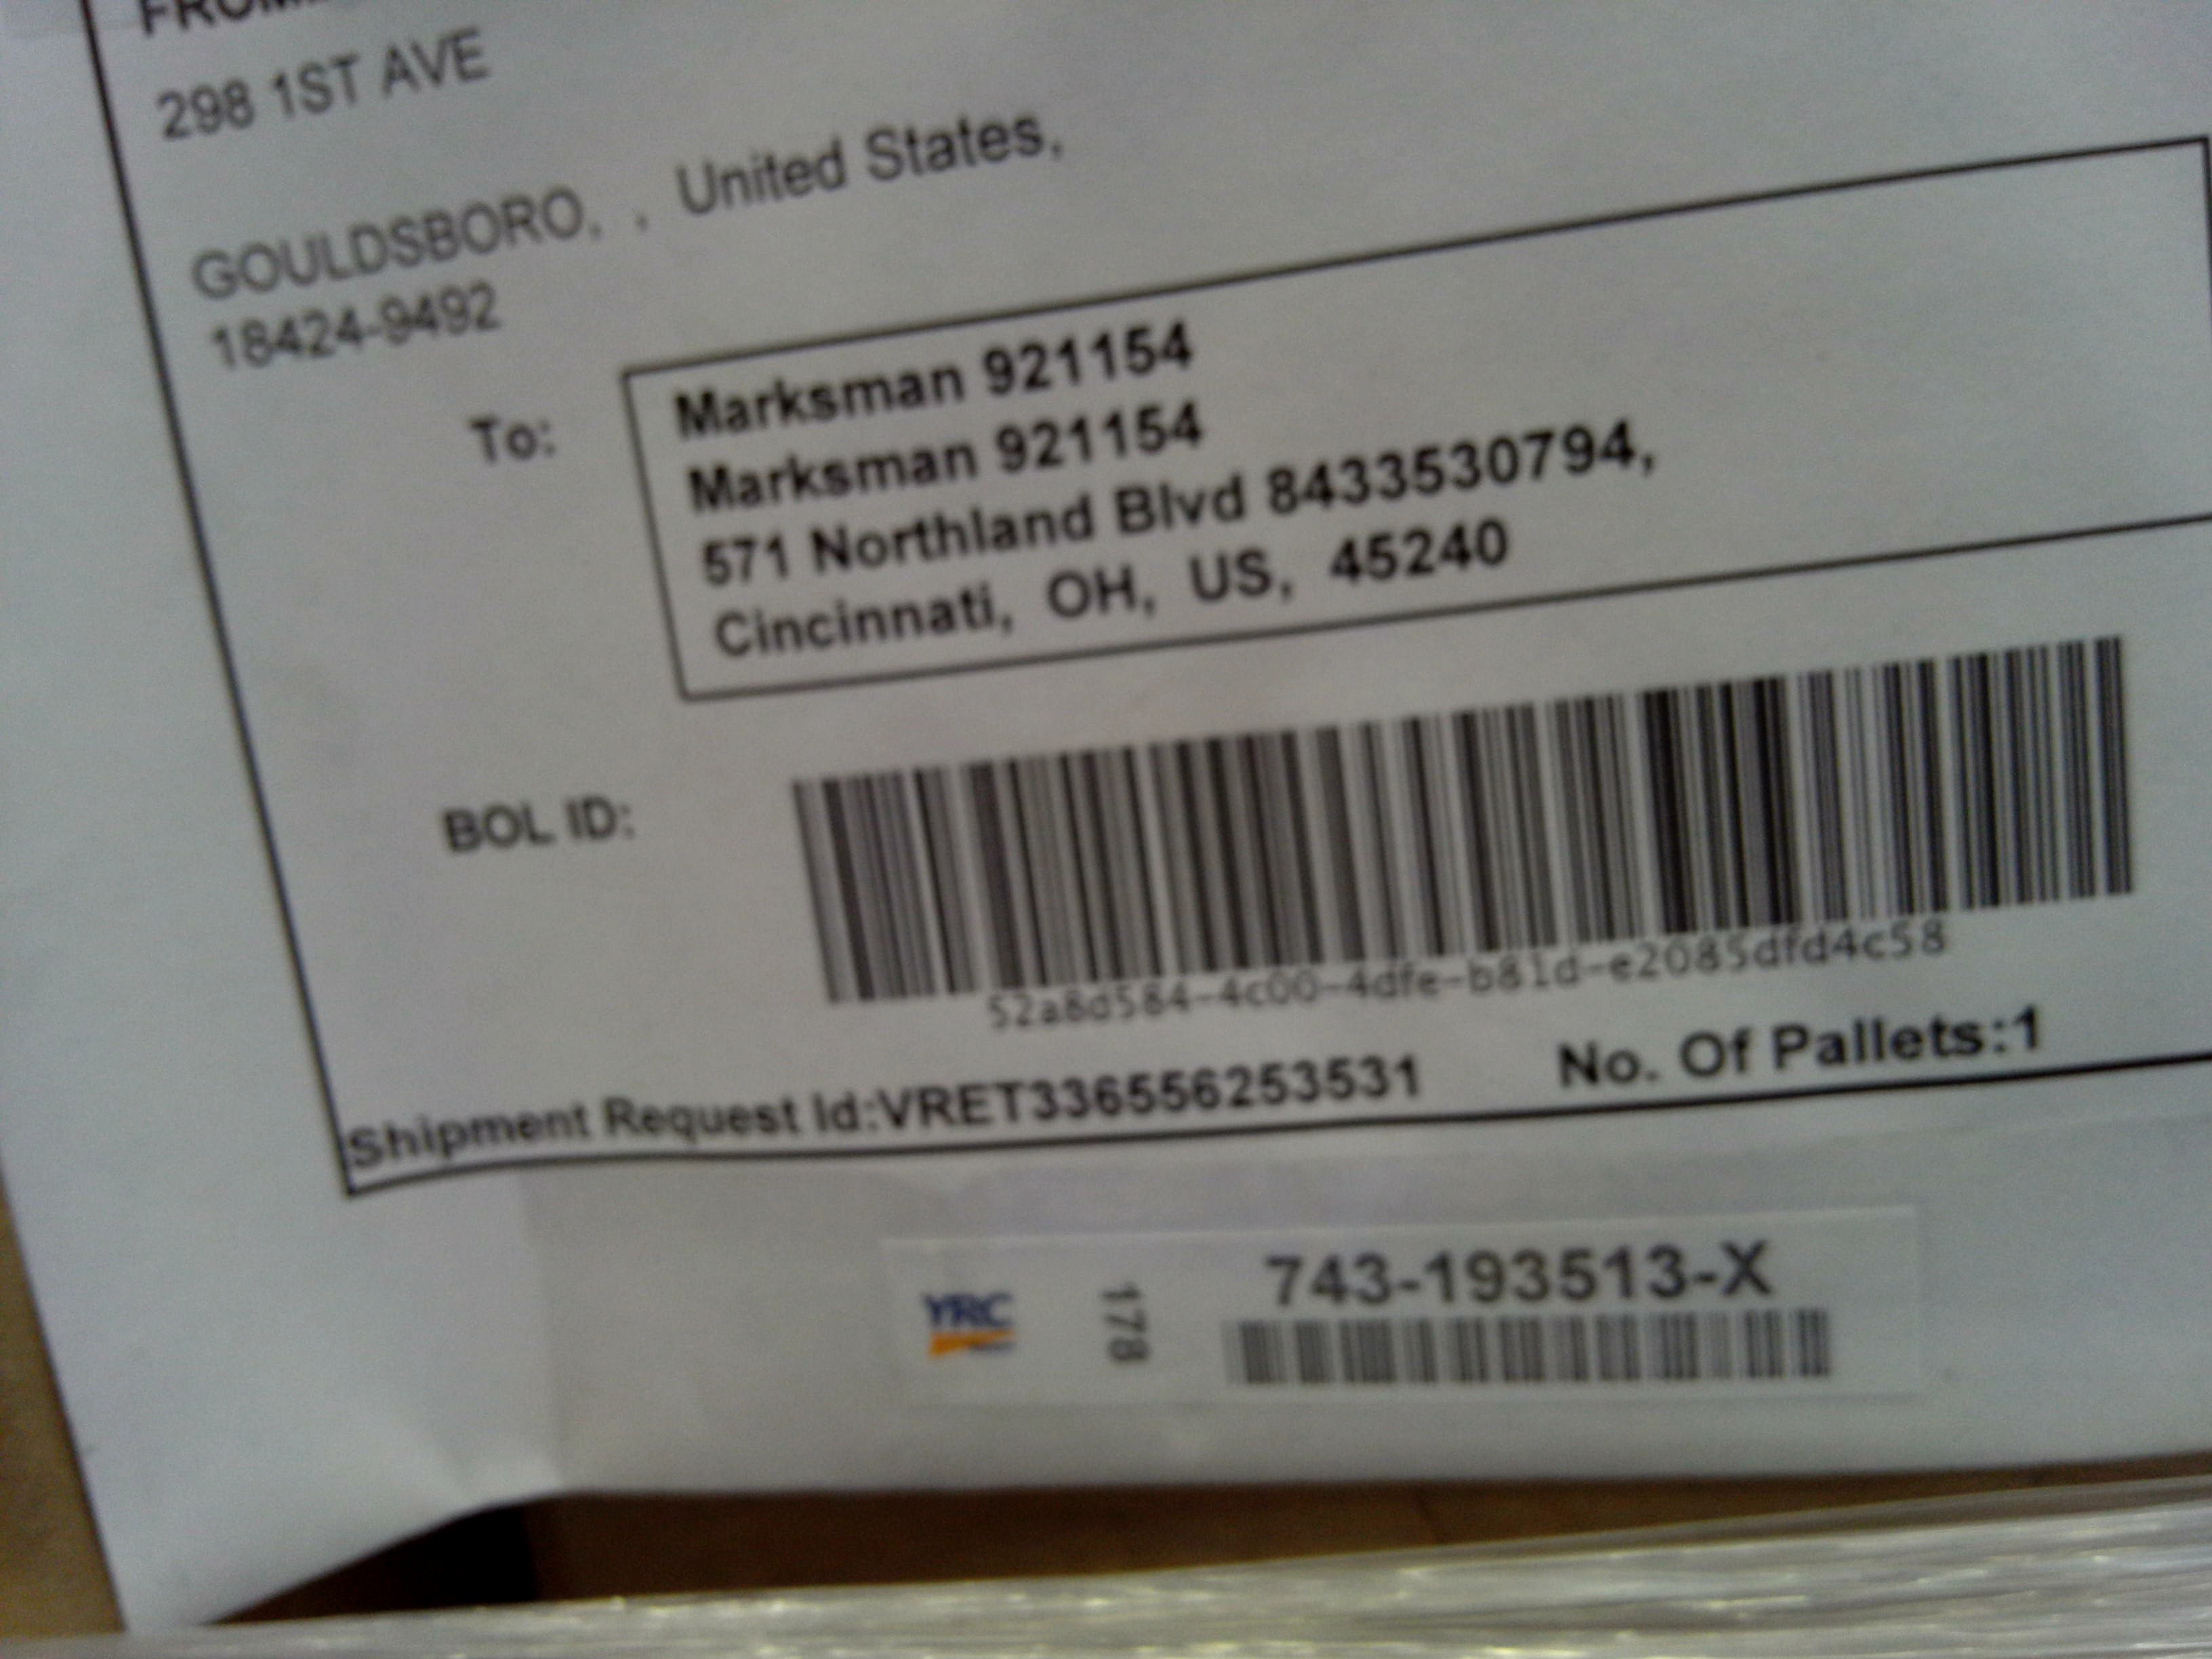 FROM:
298 1ST AVE
GOULDSBORO, , United States,
18424-9492
To:
Marksman 921154
Marksman 921154
571 Northland Blvd 8433530794,
Cincinnati, OH, US, 45240
BOL ID:
52a8d584-4c00-4dfe-b81d-e2085dfd4c58
Shipment Request Id:VRET336556253531 No. Of Pallets:1
YRC 178 743-193513-X